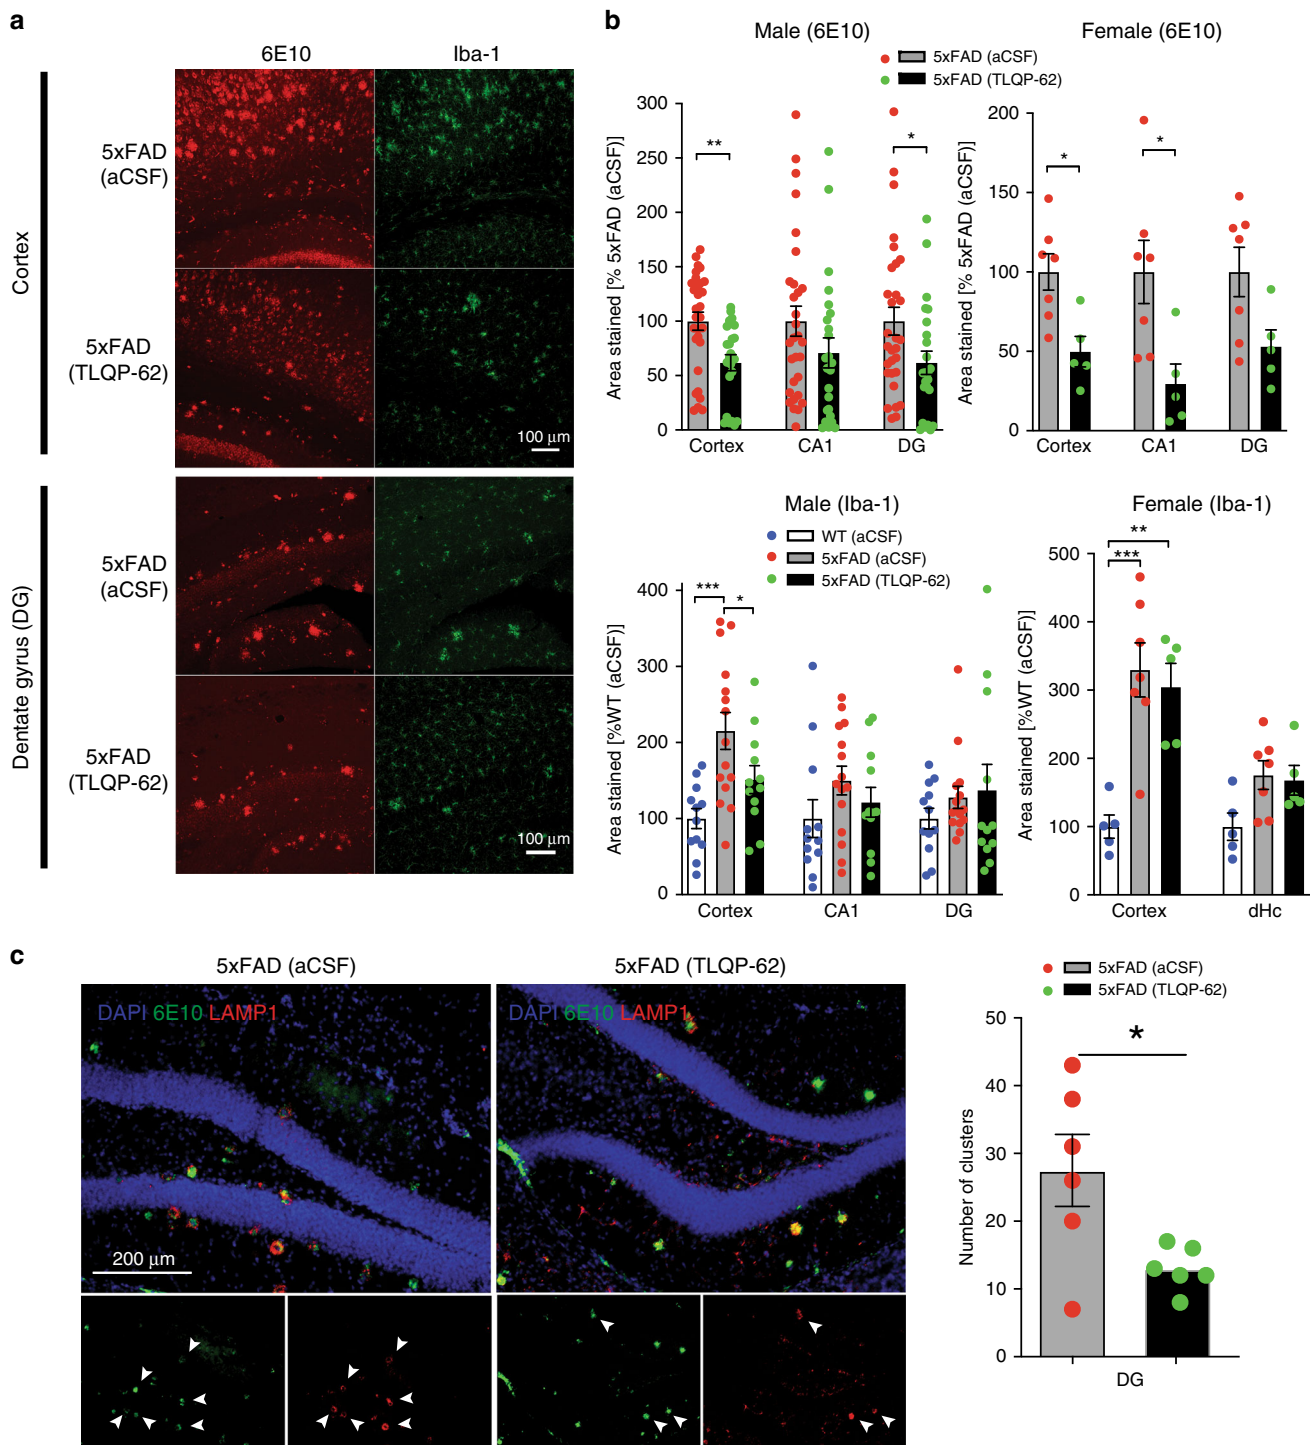 a
6E10
Iba-1
Cortex
5xFAD
(aCSF)
5xFAD
(TLQP-62)
100 μm
Dentate gyrus (DG)
5xFAD
(aCSF)
5xFAD
(TLQP-62)
100 μm
b
Male (6E10)
Female (6E10)
5xFAD (aCSF)
5xFAD (TLQP-62)
Area stained [% 5xFAD (aCSF)]
300
250
200
150
100
50
0
**
*
Cortex
CA1
DG
Area stained [% 5xFAD (aCSF)]
200
150
100
50
0
*
*
Cortex
CA1
DG
Male (Iba-1)
Female (Iba-1)
WT (aCSF)
5xFAD (aCSF)
5xFAD (TLQP-62)
Area stained [%WT (aCSF)]
400
300
200
100
0
***
*
Cortex
CA1
DG
Area stained [%WT (aCSF)]
500
400
300
200
100
0
**
***
Cortex
dHc
c
5xFAD (aCSF)
5xFAD (TLQP-62)
DAPI 6E10 LAMP1
DAPI 6E10 LAMP1
200 μm
5xFAD (aCSF)
5xFAD (TLQP-62)
Number of clusters
50
40
30
20
10
0
*
DG